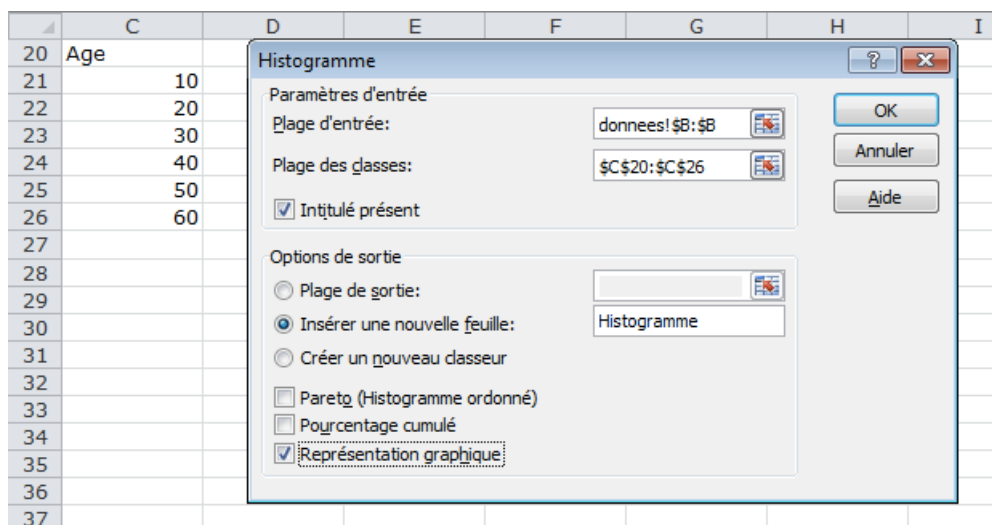 C D E F G H I
20 Age
21 10
22 20
23 30
24 40
25 50
26 60
27
28
29
30
31
32
33
34
35
36
37
Histogramme
Paramètres d'entrée
Plage d'entrée: donnees!$B:$B
Plage des classes: $C$20:$C$26
Intitulé présent
OK
Annuler
Aide
Options de sortie
Plage de sortie:
Insérer une nouvelle feuille: Histogramme
Créer un nouveau classeur
Pareto (Histogramme ordonné)
Pourcentage cumulé
Représentation graphique